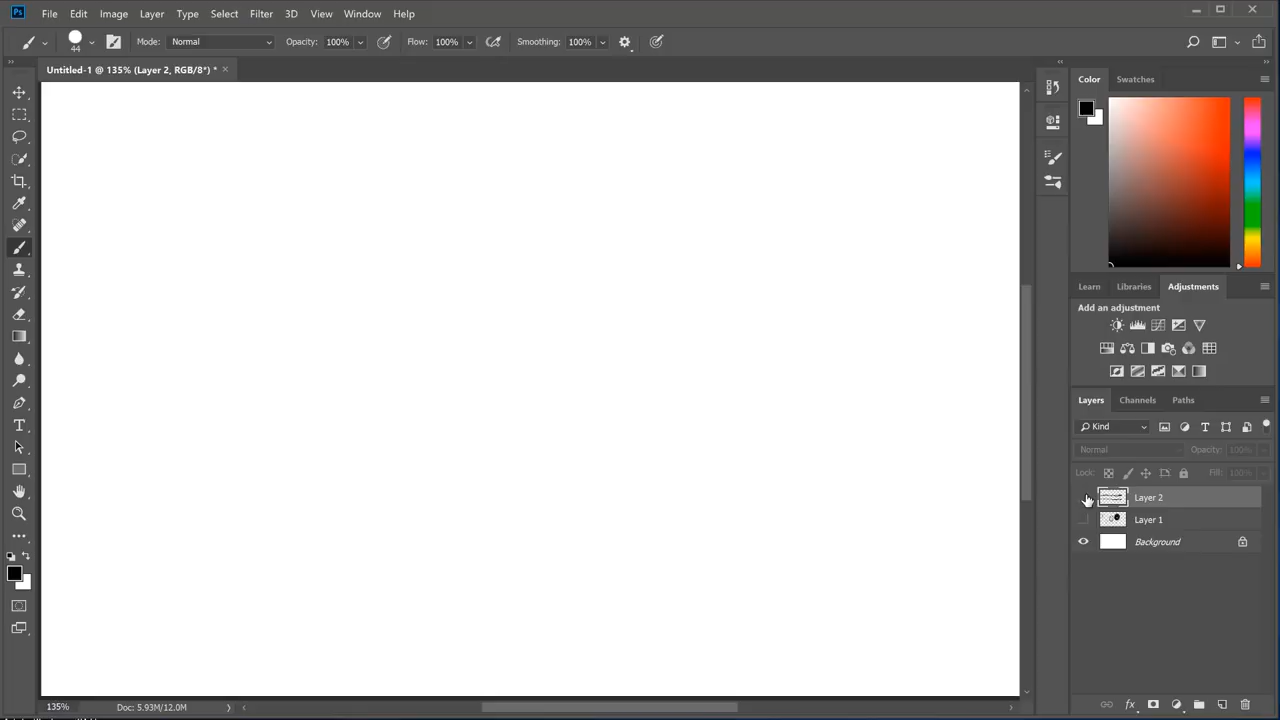 Ps File Edit Image Layer Type Select Filter 3D View Window Help
44 Mode: Normal Opacity: 100% Flow: 100% Smoothing: 100%
Untitled-1 @ 135% (Layer 2, RGB/8*) * ×
Color Swatches
Learn Libraries Adjustments
Add an adjustment
Layers Channels Paths
Kind
Normal Opacity: 100%
Lock: Fill: 100%
Layer 2
Layer 1
Background
135% Doc: 5.93M/12.0M